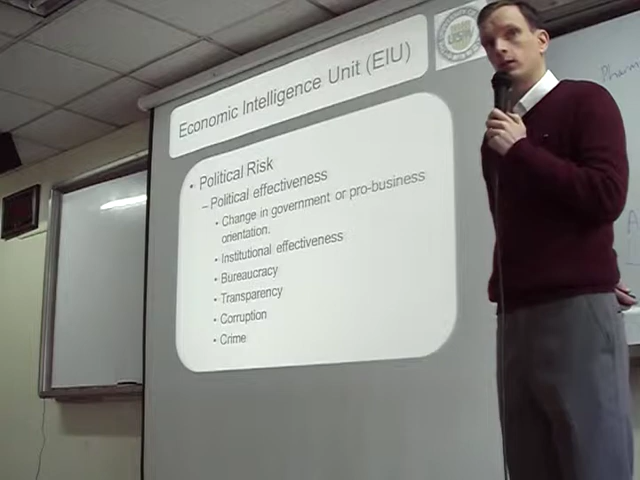 Economic Intelligence Unit (EIU)
• Political Risk
– Political effectiveness
• Change in government or pro-business
orientation.
• Institutional effectiveness
• Bureaucracy
• Transparency
• Corruption
• Crime